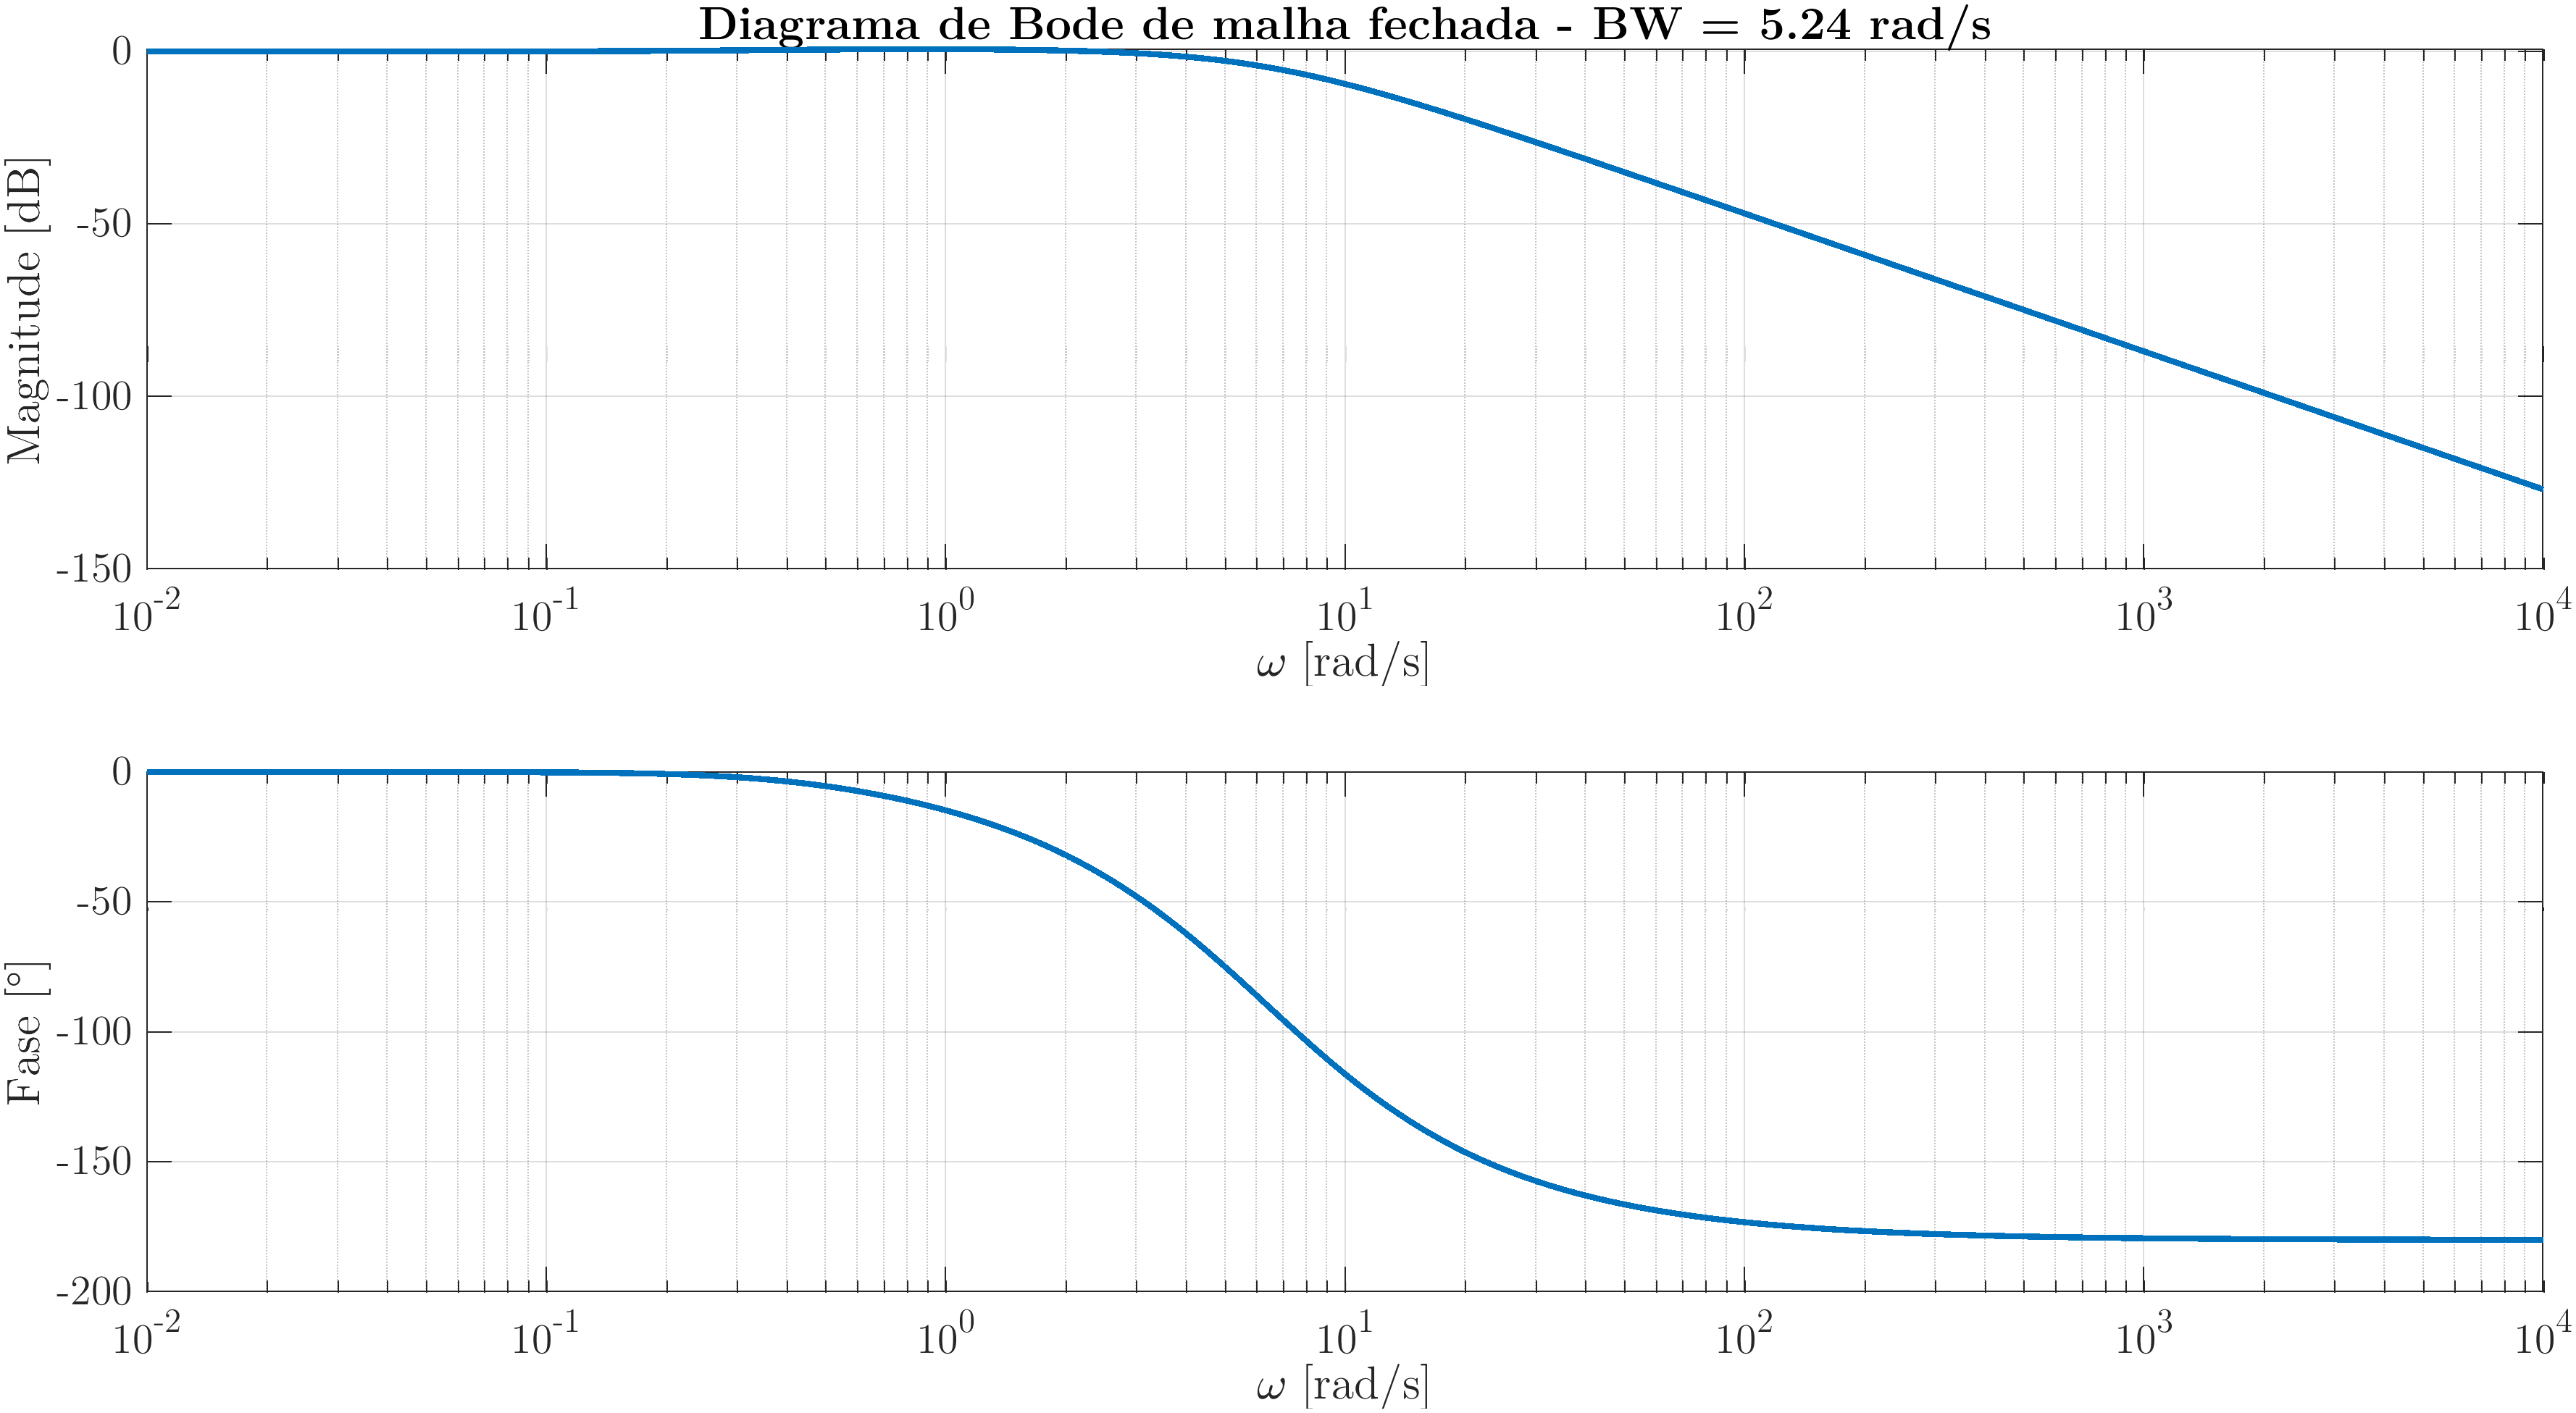 Diagrama de Bode de malha fechada - BW = 5.24 rad/s
Magnitude [dB]
0
-50
-100
-150
10^-2 10^-1 10^0 10^1 10^2 10^3 10^4
ω [rad/s]
Fase [°]
0
-50
-100
-150
-200
10^-2 10^-1 10^0 10^1 10^2 10^3 10^4
ω [rad/s]